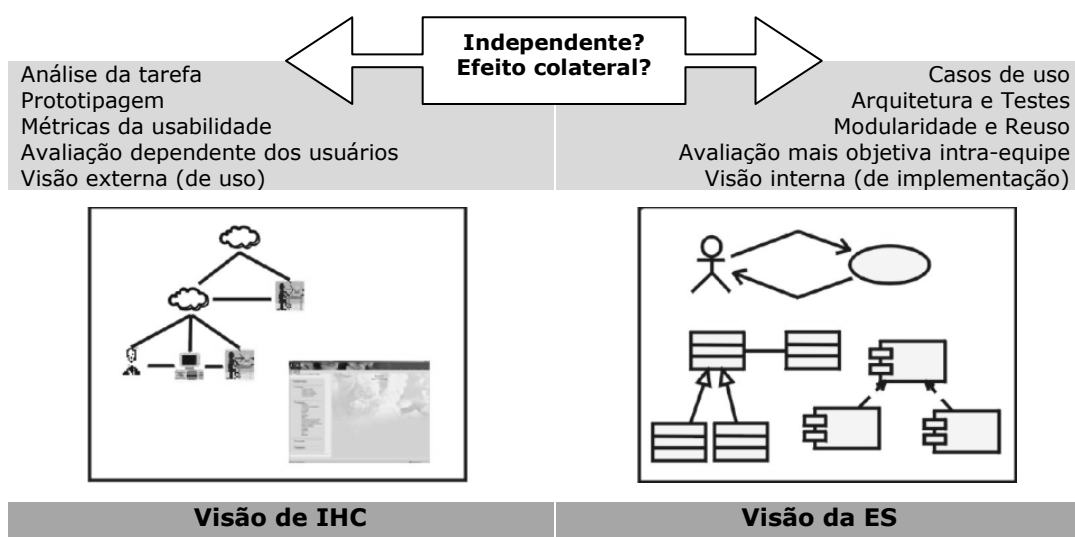 Independente?
Efeito colateral?
Análise da tarefa
Prototipagem
Métricas da usabilidade
Avaliação dependente dos usuários
Visão externa (de uso)
Casos de uso
Arquitetura e Testes
Modularidade e Reuso
Avaliação mais objetiva intra-equipe
Visão interna (de implementação)
Visão de IHC
Visão da ES